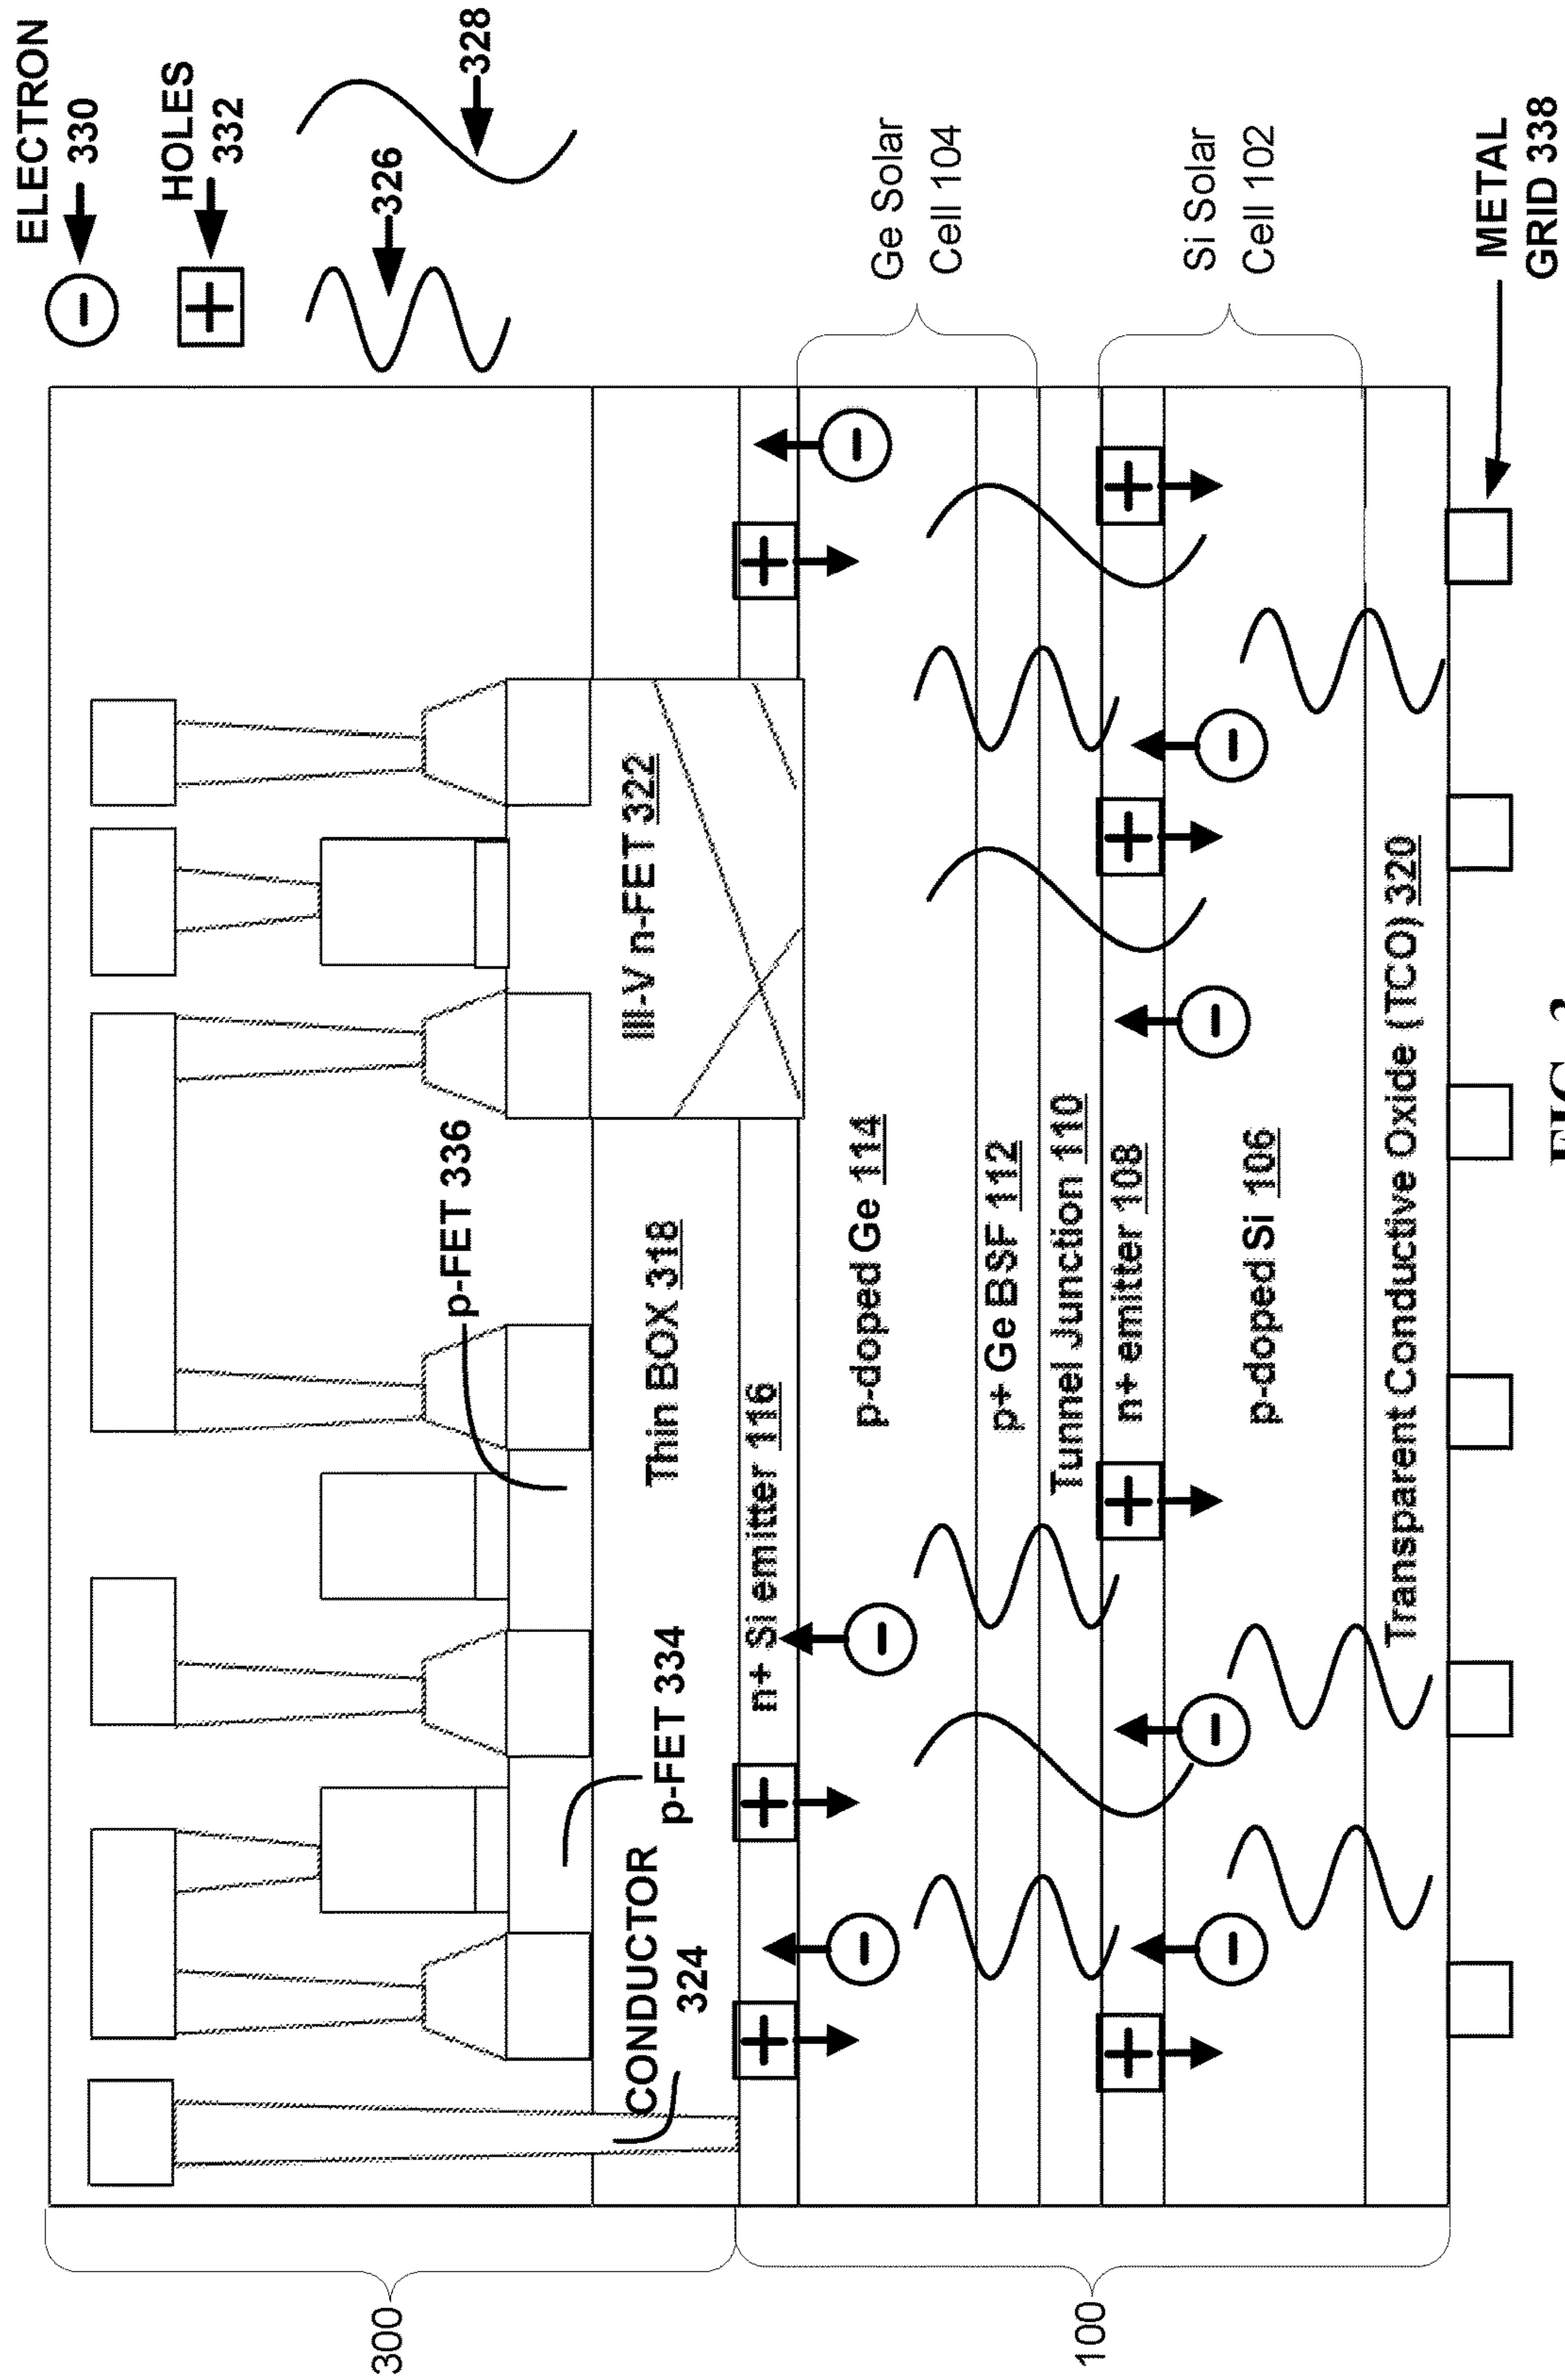 ELECTRON
330
HOLES
332
326
328
300
p-FET 336
III-V n-FET 322
CONDUCTOR
324
p-FET 334
Thin BOX 318
n+ Si emitter 116
p-doped Ge 114
Ge Solar
Cell 104
p+ Ge BSF 112
Tunnel Junction 110
n+ emitter 108
100
p-doped Si 106
Si Solar
Cell 102
Transparent Conductive Oxide (TCO) 320
METAL
GRID 338